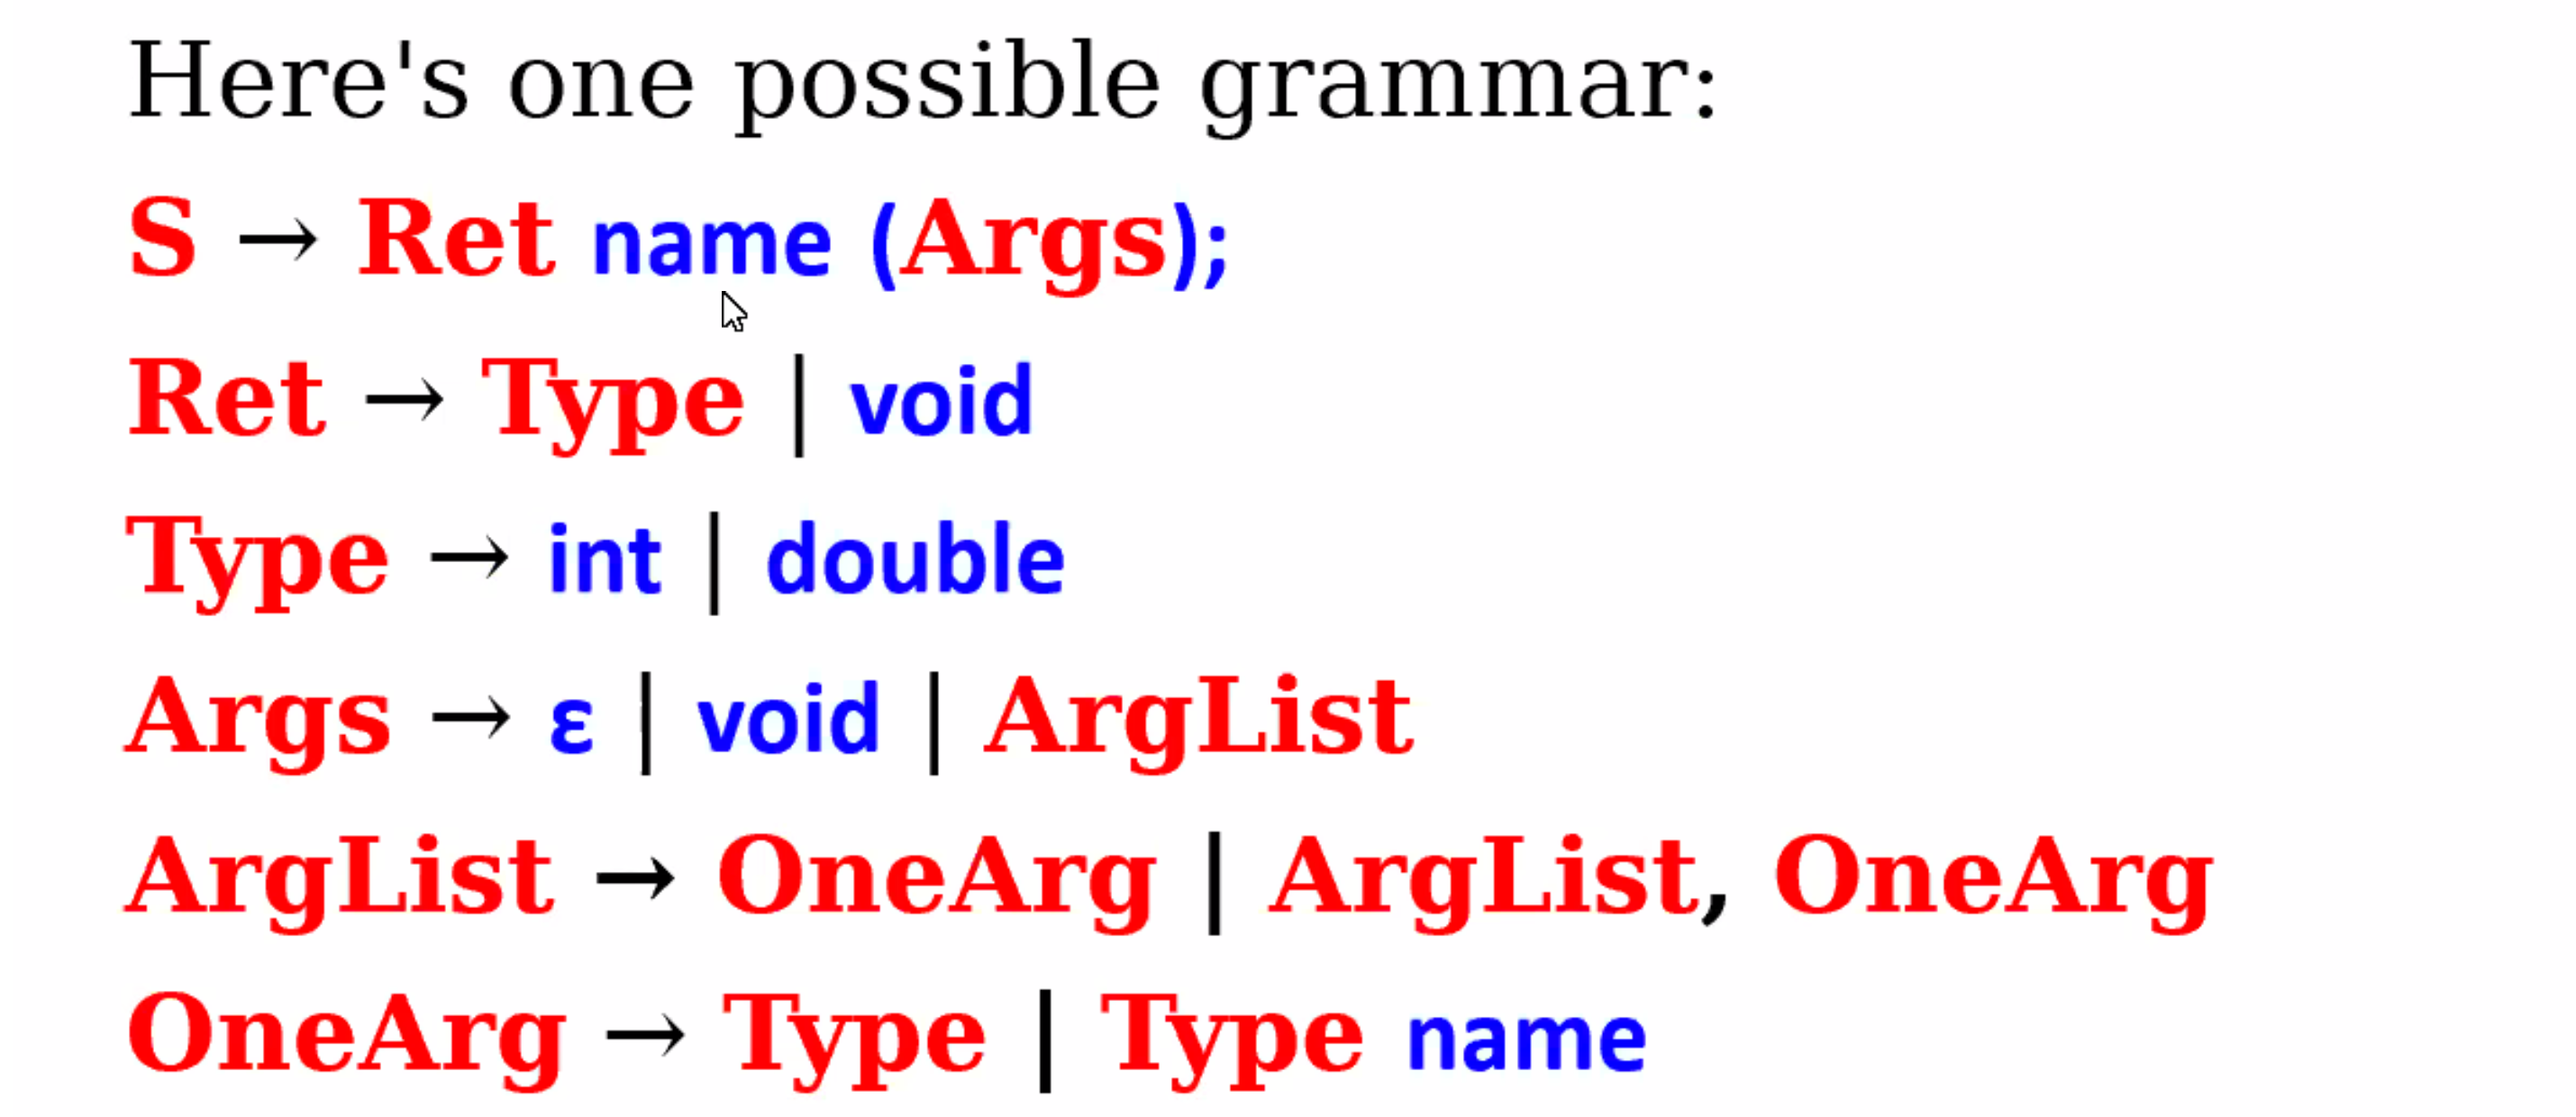 Here's one possible grammar:
S → Ret name (Args);
Ret → Type | void
Type → int | double
Args → ε | void | ArgList
ArgList → OneArg | ArgList, OneArg
OneArg → Type | Type name